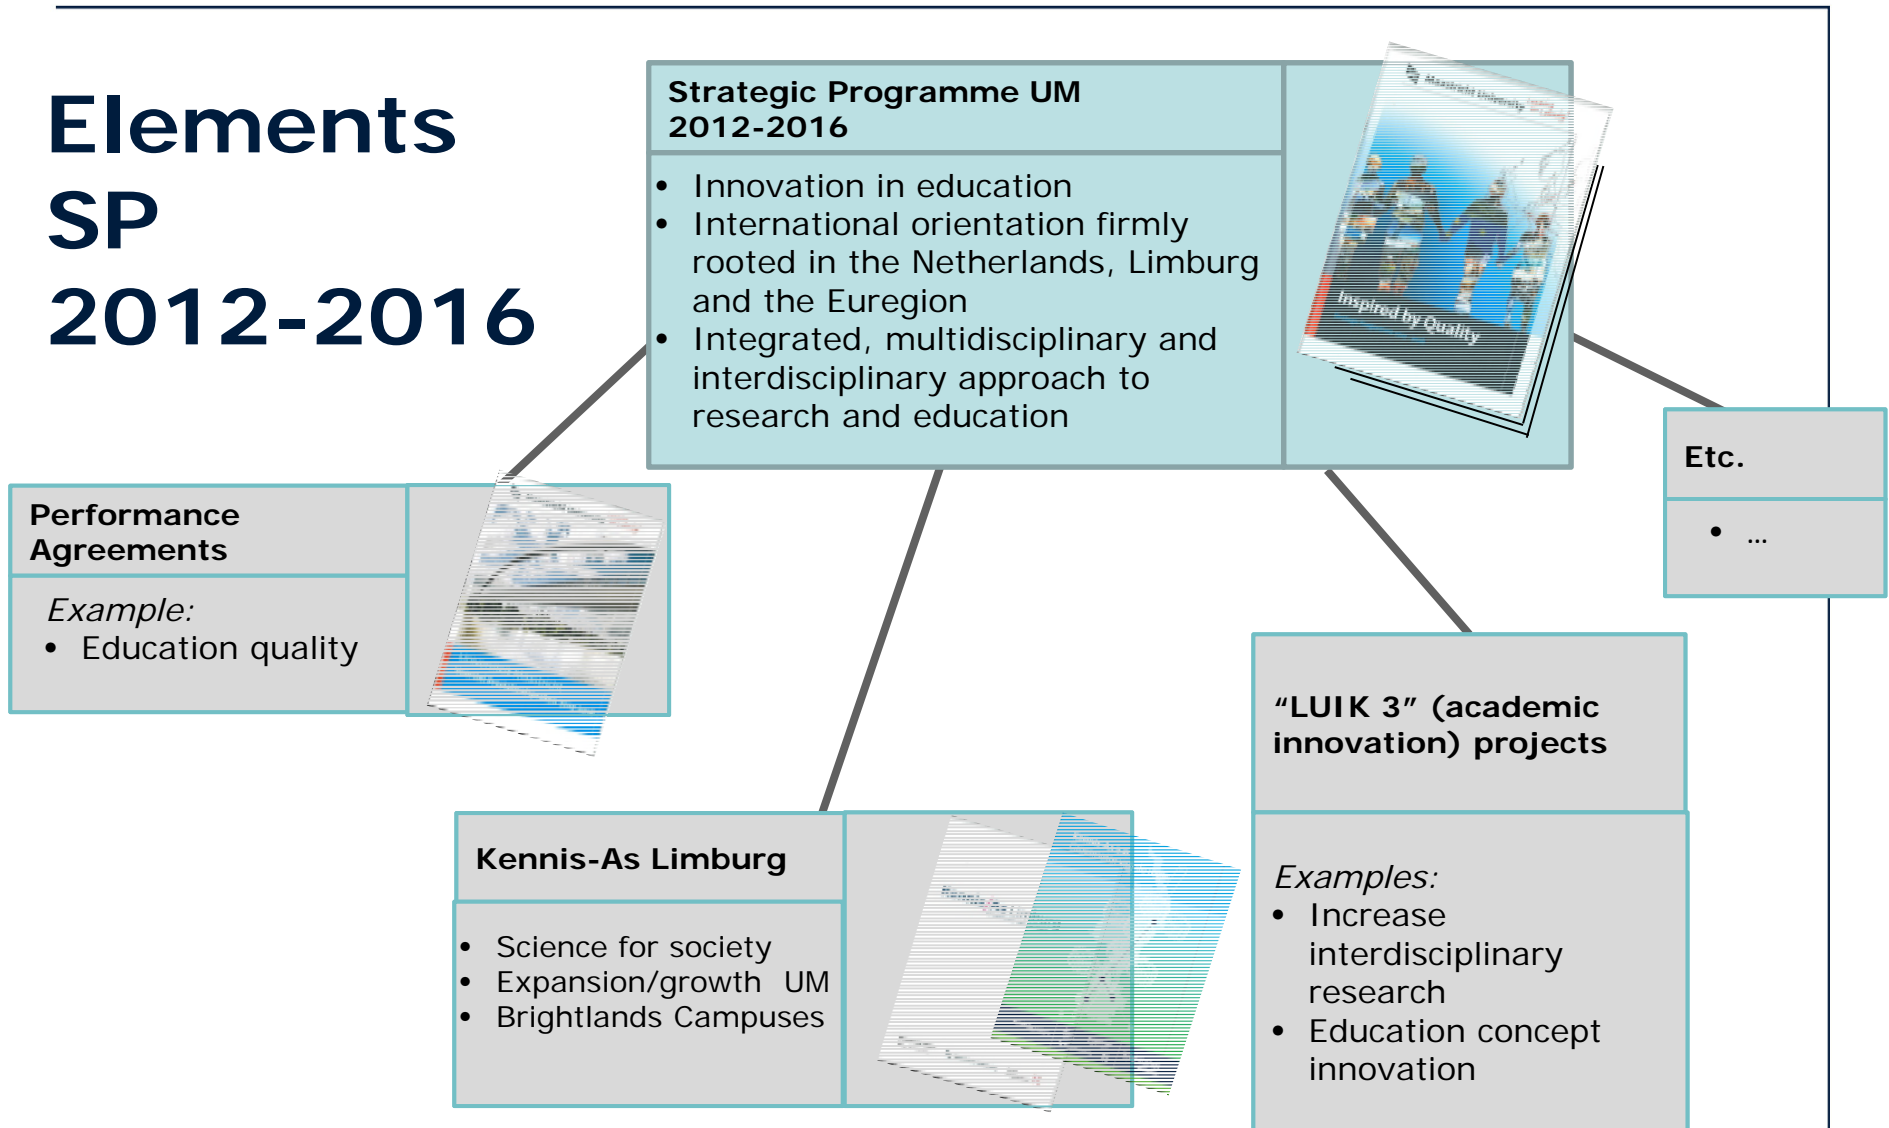 Elements
SP
2012-2016
Strategic Programme UM
2012-2016
• Innovation in education
• International orientation firmly
rooted in the Netherlands, Limburg
and the Euregion
• Integrated, multidisciplinary and
interdisciplinary approach to
research and education
Maastricht University
Inspired by Quality
Etc.
• ...
Performance
Agreements
Example:
• Education quality
Kennis-As Limburg
• Science for society
• Expansion/growth UM
• Brightlands Campuses
“LUIK 3” (academic
innovation) projects
Examples:
• Increase
interdisciplinary
research
• Education concept
innovation